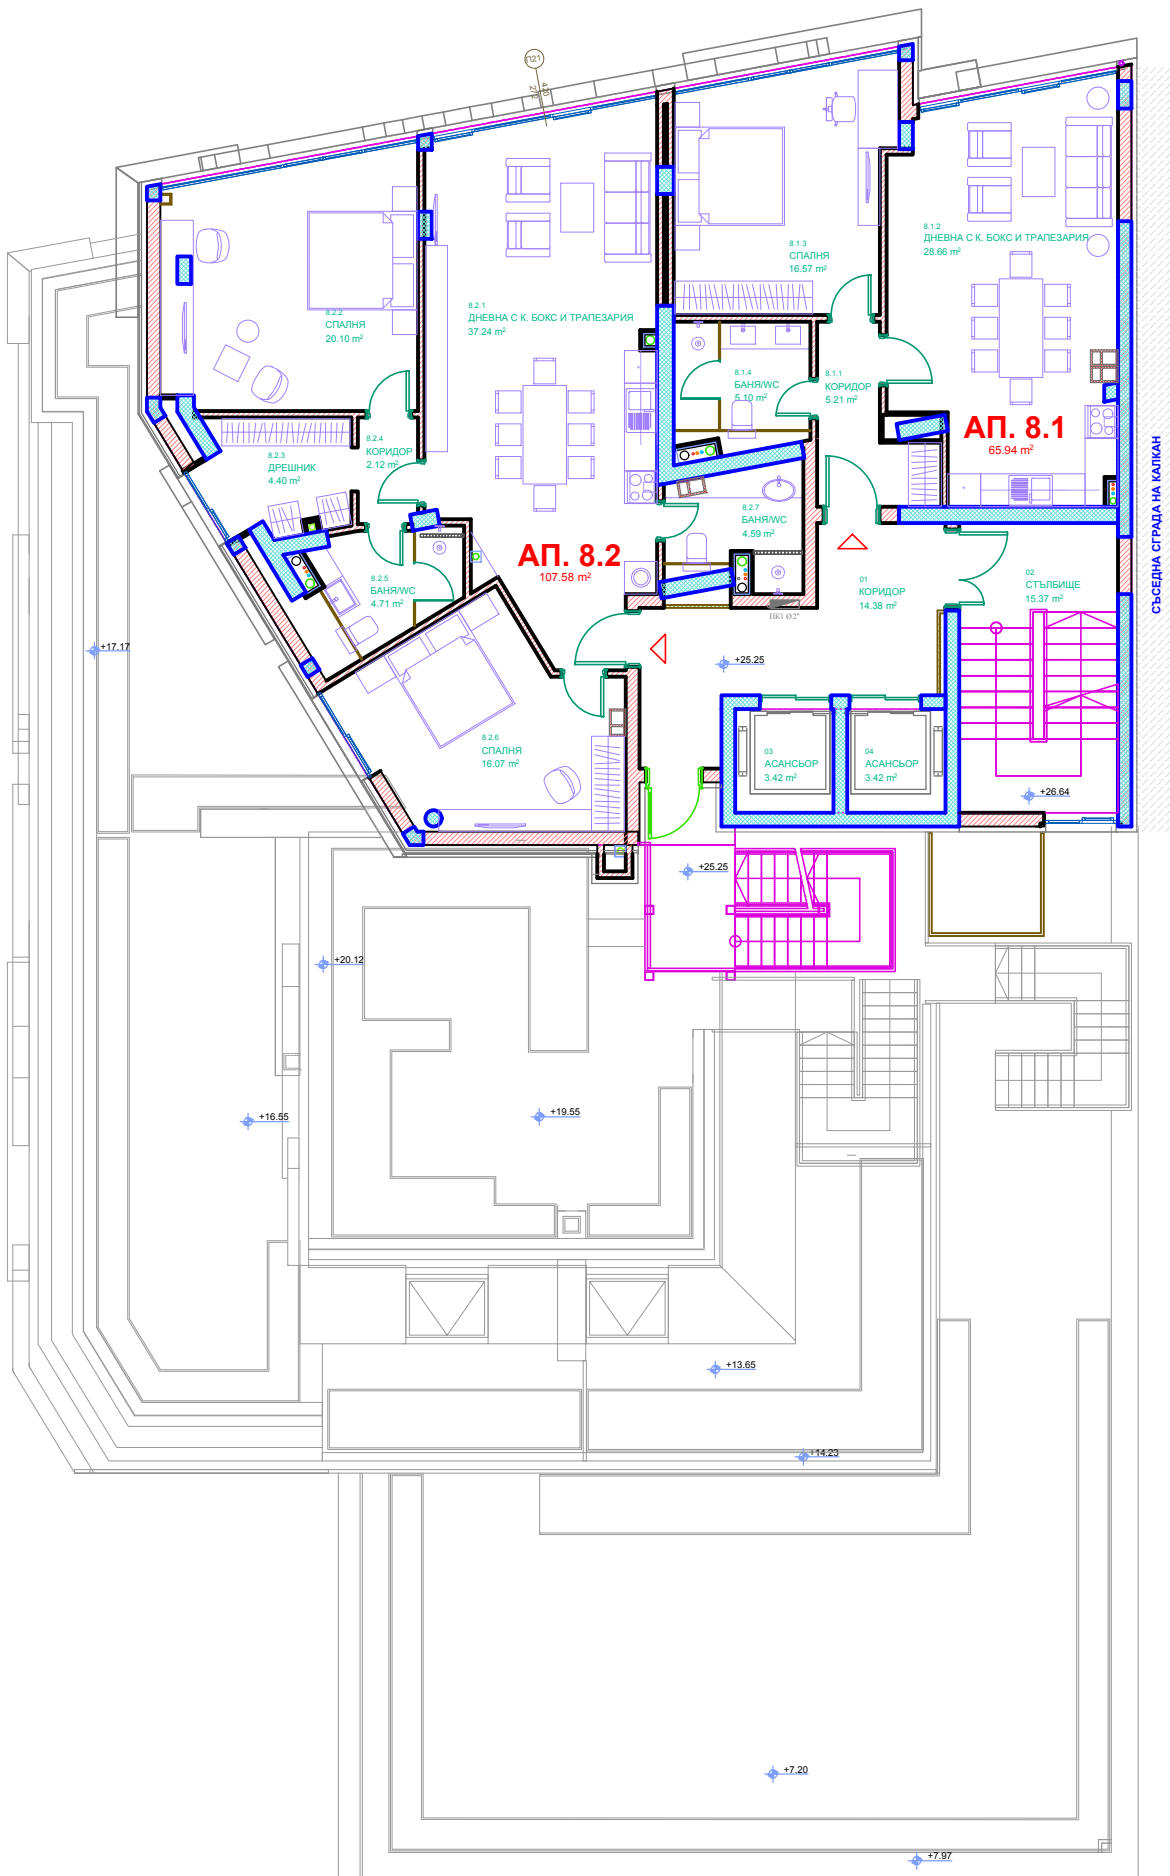 П21
8.1.3
СПАЛНЯ
16.57 m²
8.1.2
ДНЕВНА С К. БОКС И ТРАПЕЗАРИЯ
28.66 m²
8.2.2
СПАЛНЯ
20.10 m²
8.2.1
ДНЕВНА С К. БОКС И ТРАПЕЗАРИЯ
37.24 m²
8.1.4
БАНЯ/WC
5.10 m²
8.1.1
КОРИДОР
5.21 m²
АП. 8.1
65.94 m²
8.2.4
КОРИДОР
2.12 m²
8.2.3
ДРЕШНИК
4.40 m²
8.2.7
БАНЯ/WC
4.59 m²
АП. 8.2
107.58 m²
8.2.5
БАНЯ/WC
4.71 m²
01
КОРИДОР
14.38 m²
02
СТЪЛБИЩЕ
15.37 m²
СЪСЕДНА СГРАДА НА КАЛКАН
ПК1 Ø2"
+17.17
+25.25
8.2.6
СПАЛНЯ
16.07 m²
03
АСАНСЬОР
3.42 m²
04
АСАНСЬОР
3.42 m²
+26.64
+25.25
+20.12
+16.55
+19.55
+13.65
+14.23
+7.20
+7.97